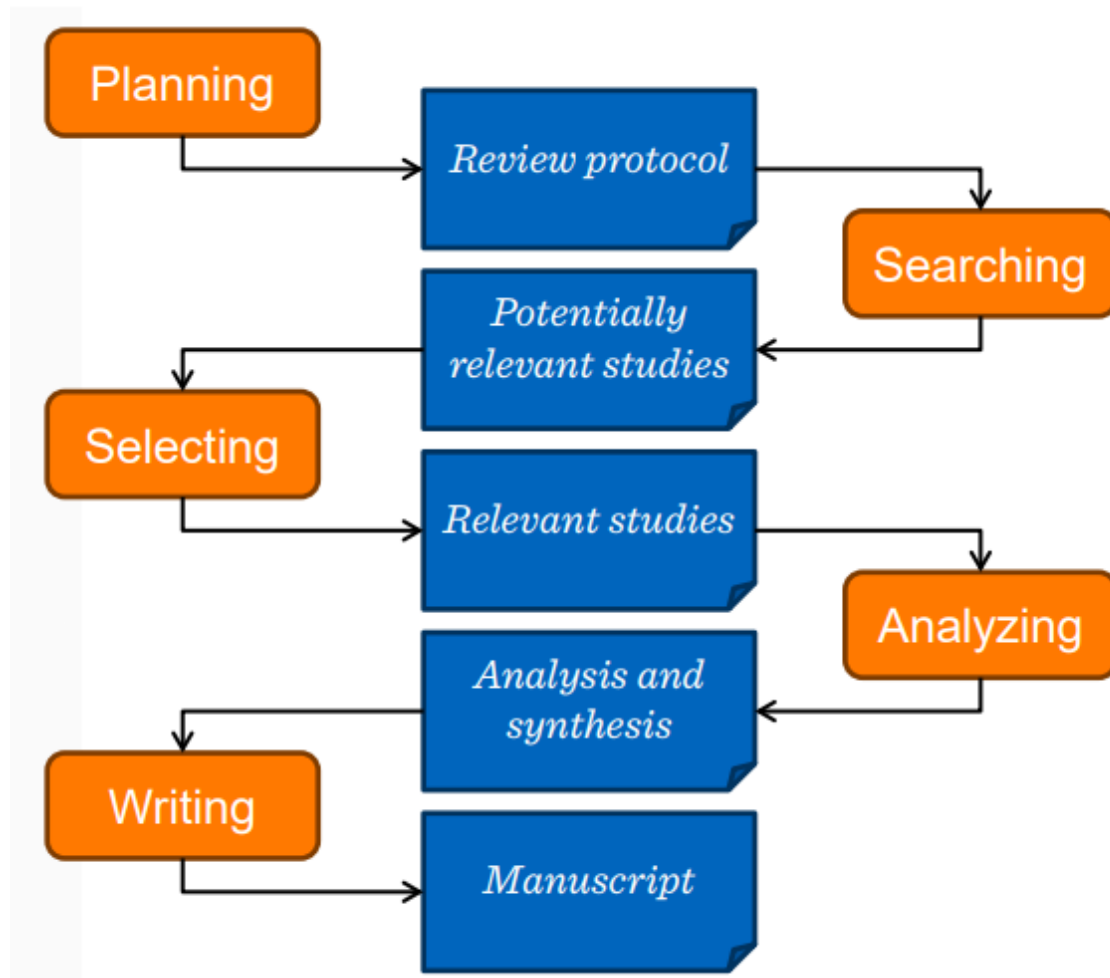 Planning
Review protocol
Searching
Potentially
relevant studies
Selecting
Relevant studies
Analyzing
Analysis and
synthesis
Writing
Manuscript